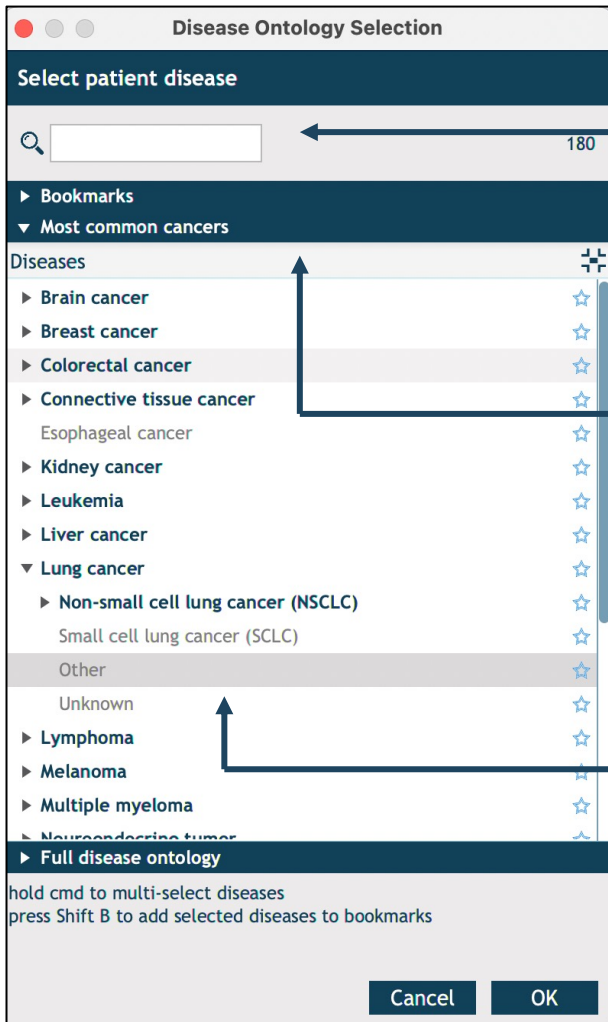 Disease Ontology Selection
Select patient disease
180
Bookmarks
Most common cancers
Diseases
Brain cancer
Breast cancer
Colorectal cancer
Connective tissue cancer
Esophageal cancer
Kidney cancer
Leukemia
Liver cancer
Lung cancer
Non-small cell lung cancer (NSCLC)
Small cell lung cancer (SCLC)
Other
Unknown
Lymphoma
Melanoma
Multiple myeloma
Neuroendocrine tumor
Full disease ontology
hold cmd to multi-select diseases
press Shift B to add selected diseases to bookmarks
Cancel OK